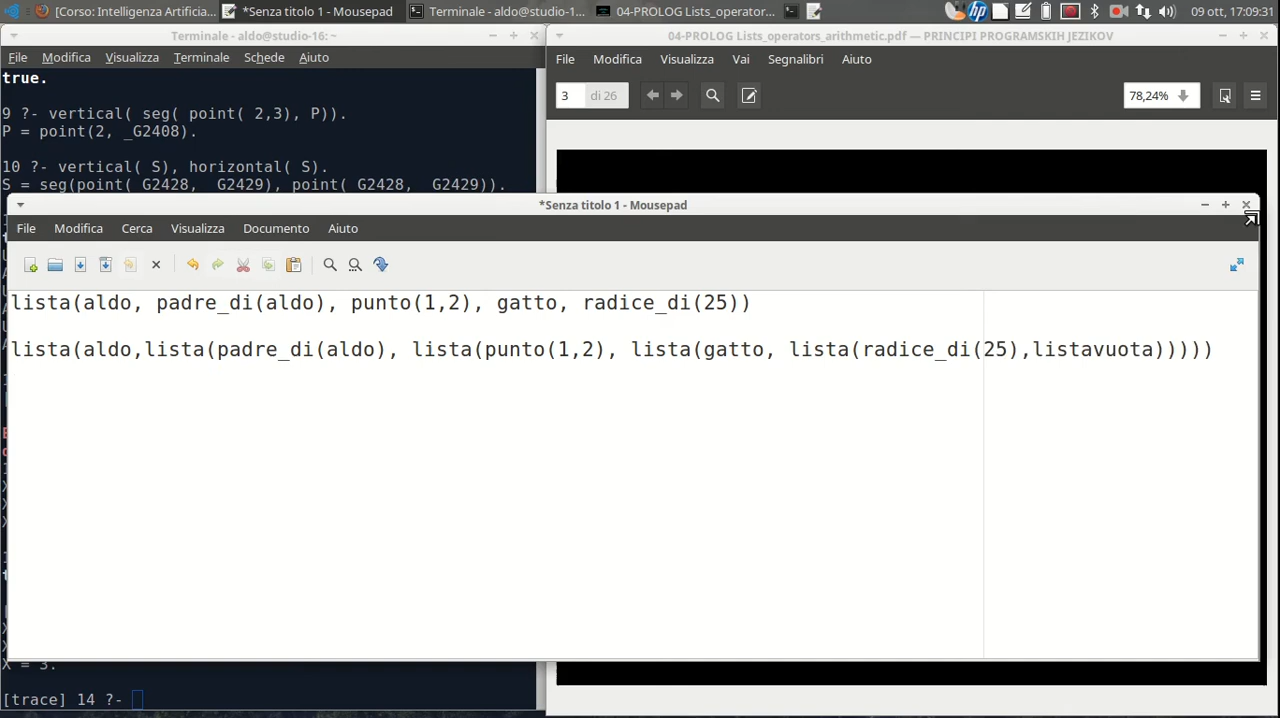 [Corso: Intelligenza Artificia... *Senza titolo 1 - Mousepad Terminale - aldo@studio-1... 04-PROLOG Lists_operator... 09 ott, 17:09:31
Terminale - aldo@studio-16: ~
File Modifica Visualizza Terminale Schede Aiuto
true.
9 ?- vertical( seg( point( 2,3), P)).
P = point(2, _G2408).
10 ?- vertical( S), horizontal( S).
S = seg(point(_G2428, _G2429), point(_G2428, _G2429)).
04-PROLOG Lists_operators_arithmetic.pdf — PRINCIPI PROGRAMSKIH JEZIKOV
File Modifica Visualizza Vai Segnalibri Aiuto
3 di 26 78,24%
*Senza titolo 1 - Mousepad
File Modifica Cerca Visualizza Documento Aiuto
lista(aldo, padre_di(aldo), punto(1,2), gatto, radice_di(25))
lista(aldo,lista(padre_di(aldo), lista(punto(1,2), lista(gatto, lista(radice_di(25),listavuota)))))
X = 3.
[trace] 14 ?-